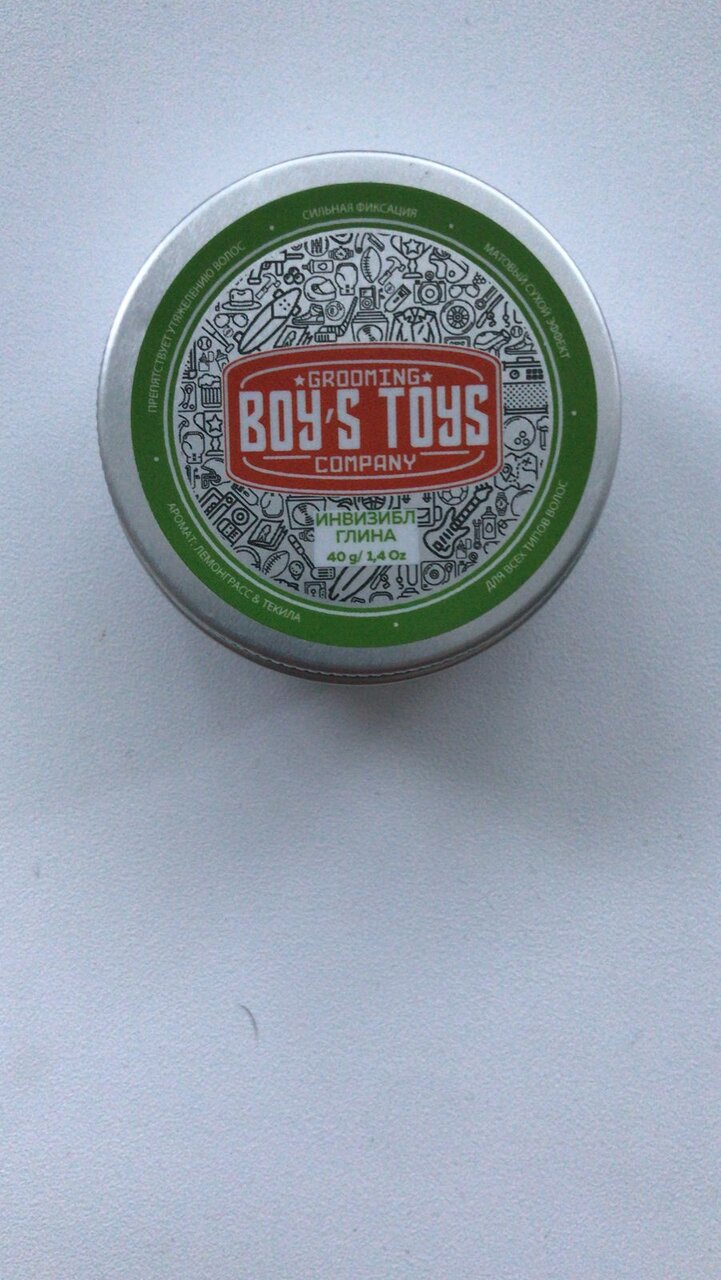 СИЛЬНАЯ ФИКСАЦИЯ
МАТОВЫЙ СУХОЙ ЭФФЕКТ
ДЛЯ ВСЕХ ТИПОВ ВОЛОС
АРОМАТ: ЛЕМОНГРАСС & ТЕКИЛА
ПРЕПЯТСТВУЕТ УТЯЖЕЛЕНИЮ ВОЛОС
GROOMING
BOY'S TOYS
COMPANY
ИНВИЗИБЛ
ГЛИНА
40 g/ 1,4 Oz